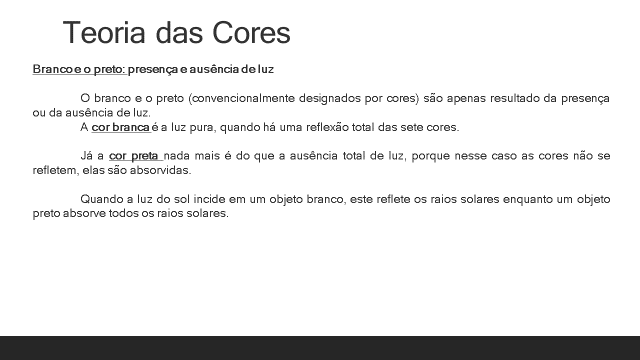 Teoria das Cores
Branco e o preto: presença e ausência de luz
O branco e o preto (convencionalmente designados por cores) são apenas resultado da presença
ou da ausência de luz.
A cor branca é a luz pura, quando há uma reflexão total das sete cores.
Já a cor preta nada mais é do que a ausência total de luz, porque nesse caso as cores não se
refletem, elas são absorvidas.
Quando a luz do sol incide em um objeto branco, este reflete os raios solares enquanto um objeto
preto absorve todos os raios solares.